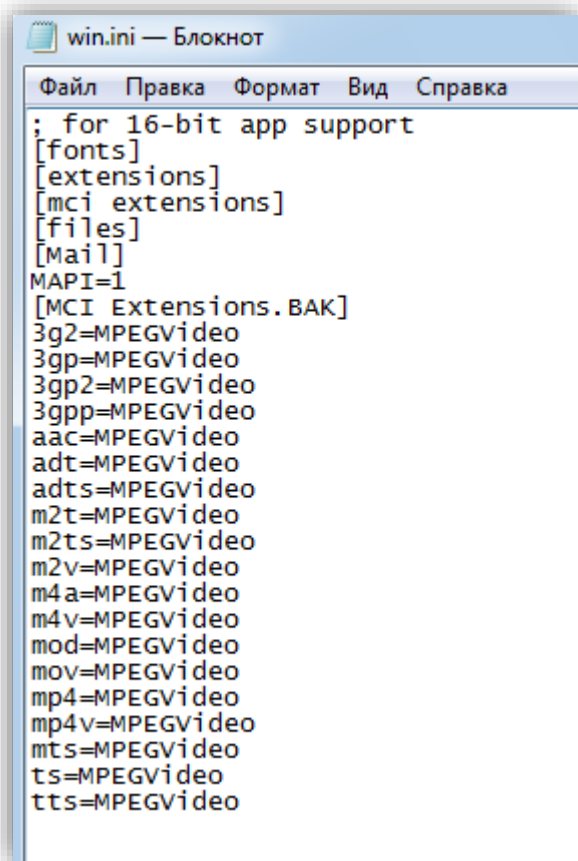 win.ini — Блокнот
Файл Правка Формат Вид Справка
; for 16-bit app support
[fonts]
[extensions]
[mci extensions]
[files]
[Mail]
MAPI=1
[MCI Extensions.BAK]
3g2=MPEGVideo
3gp=MPEGVideo
3gp2=MPEGVideo
3gpp=MPEGVideo
aac=MPEGVideo
adt=MPEGVideo
adts=MPEGVideo
m2t=MPEGVideo
m2ts=MPEGVideo
m2v=MPEGVideo
m4a=MPEGVideo
m4v=MPEGVideo
mod=MPEGVideo
mov=MPEGVideo
mp4=MPEGVideo
mp4v=MPEGVideo
mts=MPEGVideo
ts=MPEGVideo
tts=MPEGVideo